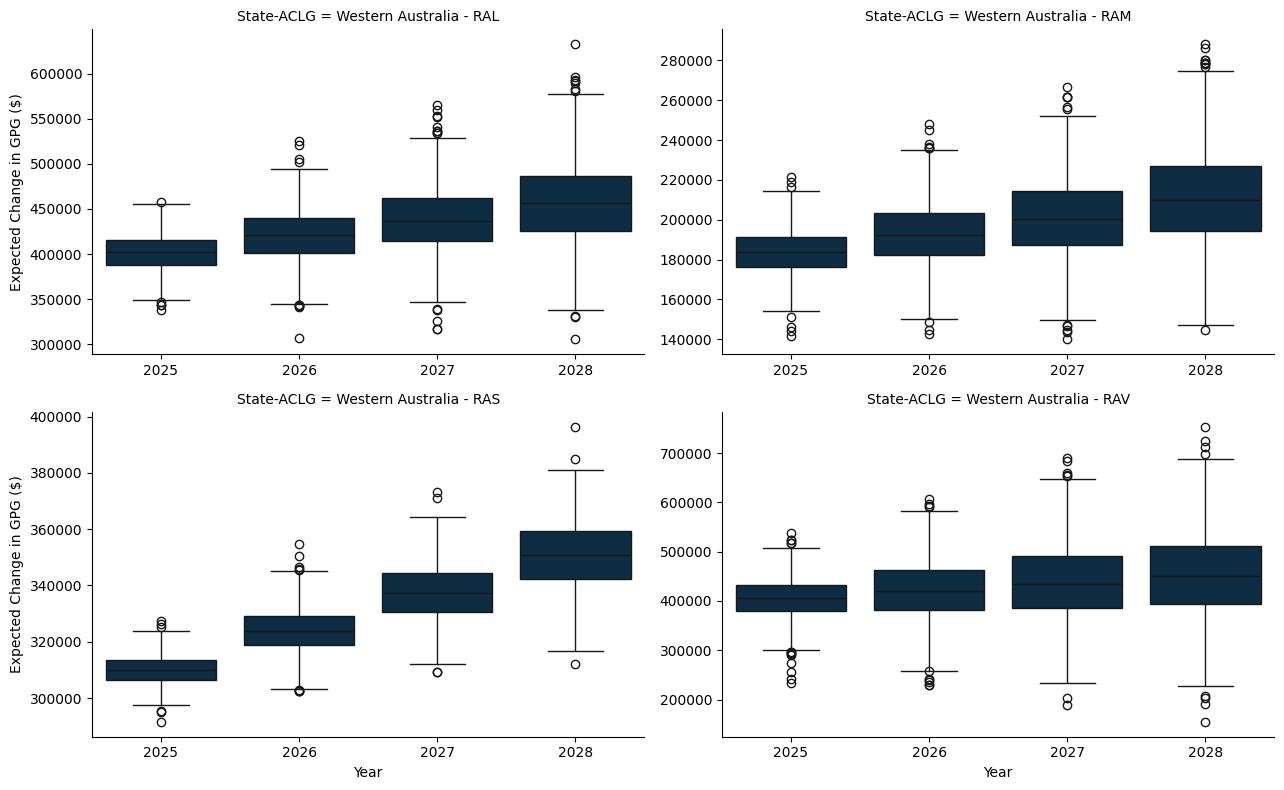 State-ACLG = Western Australia - RAL
Expected Change in GPG ($)
600000
550000
500000
450000
400000
350000
300000
2025 2026 2027 2028
State-ACLG = Western Australia - RAM
280000
260000
240000
220000
200000
180000
160000
140000
2025 2026 2027 2028
State-ACLG = Western Australia - RAS
Expected Change in GPG ($)
400000
380000
360000
340000
320000
300000
2025 2026 2027 2028
Year
State-ACLG = Western Australia - RAV
700000
600000
500000
400000
300000
200000
2025 2026 2027 2028
Year